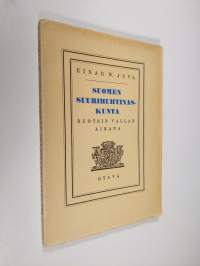 EINAR W. JUVA
SUOMEN
SUURIRUHTINAS-
KUNTA
RUOTSIN VALLAN
AIKANA
OTAVA